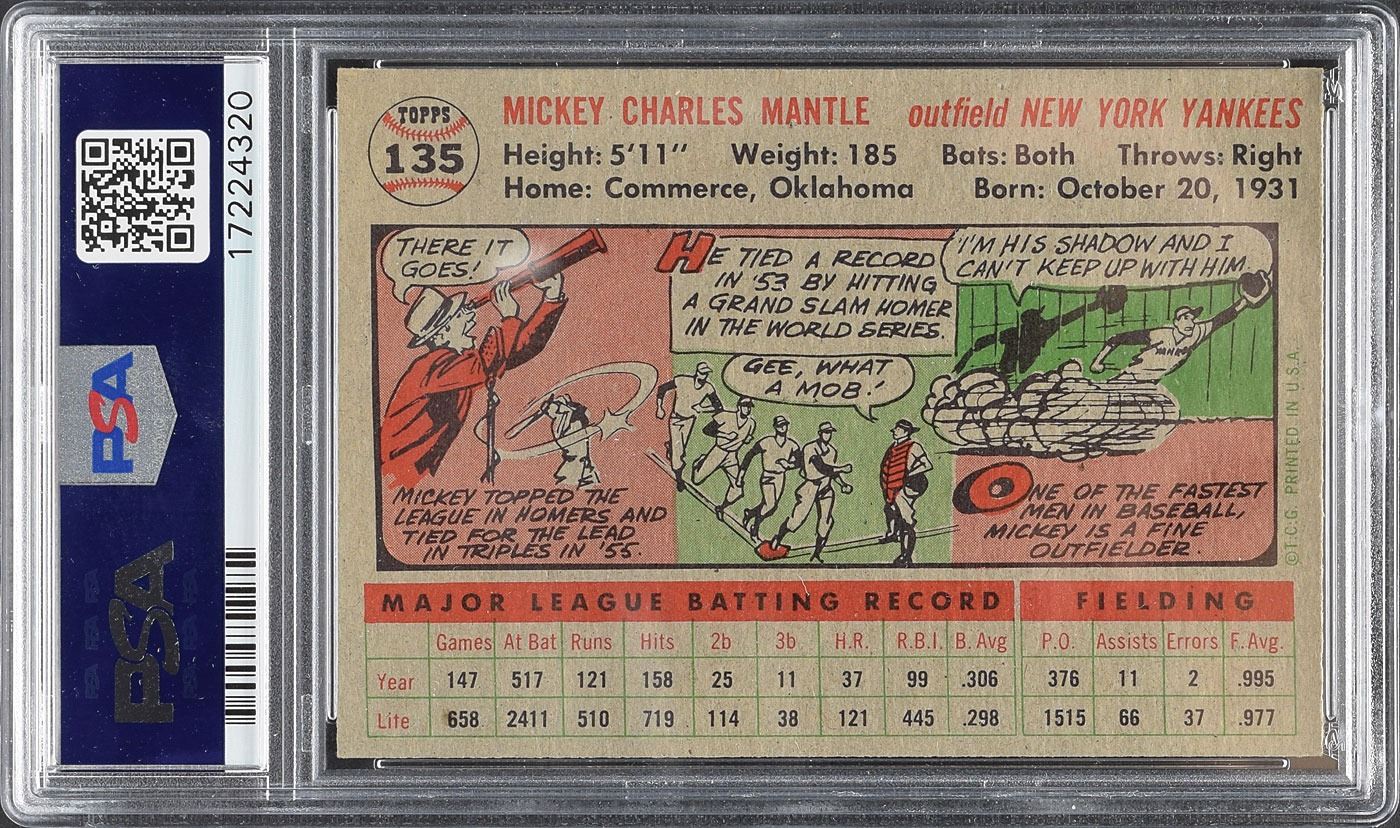 17224320
PSA
PSA
TOPPS
135
MICKEY CHARLES MANTLE outfield NEW YORK YANKEES
Height: 5'11" Weight: 185 Bats: Both Throws: Right
Home: Commerce, Oklahoma Born: October 20, 1931
THERE IT
GOES!
MICKEY TOPPED THE
LEAGUE IN HOMERS AND
TIED FOR THE LEAD
IN TRIPLES IN '55.
HE TIED A RECORD
IN '53 BY HITTING
A GRAND SLAM HOMER
IN THE WORLD SERIES.
GEE, WHAT
A MOB!
I'M HIS SHADOW AND I
CAN'T KEEP UP WITH HIM.
ONE OF THE FASTEST
MEN IN BASEBALL,
MICKEY IS A FINE
OUTFIELDER.
©T.C.G. PRINTED IN U.S.A.
MAJOR LEAGUE BATTING RECORD FIELDING
Games At Bat Runs Hits 2b 3b H.R. R.B.I. B. Avg P.O. Assists Errors F. Avg.
Year 147 517 121 158 25 11 37 99 .306 376 11 2 .995
Life 658 2411 510 719 114 38 121 445 .298 1515 66 37 .977